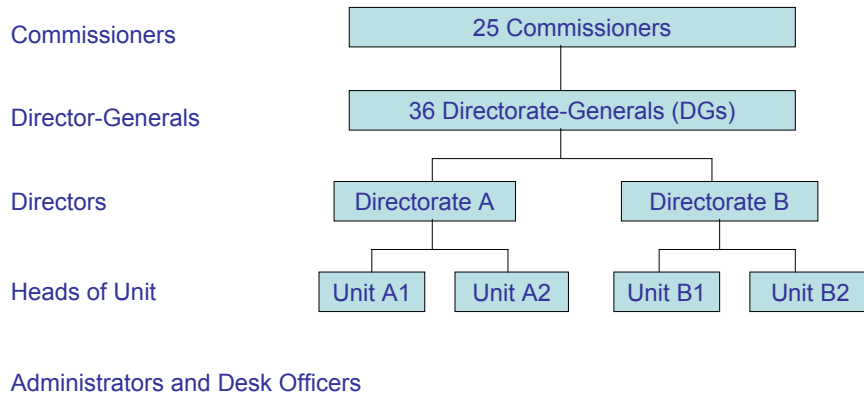 Commissioners
25 Commissioners
Director-Generals
36 Directorate-Generals (DGs)
Directors
Directorate A
Directorate B
Heads of Unit
Unit A1
Unit A2
Unit B1
Unit B2
Administrators and Desk Officers